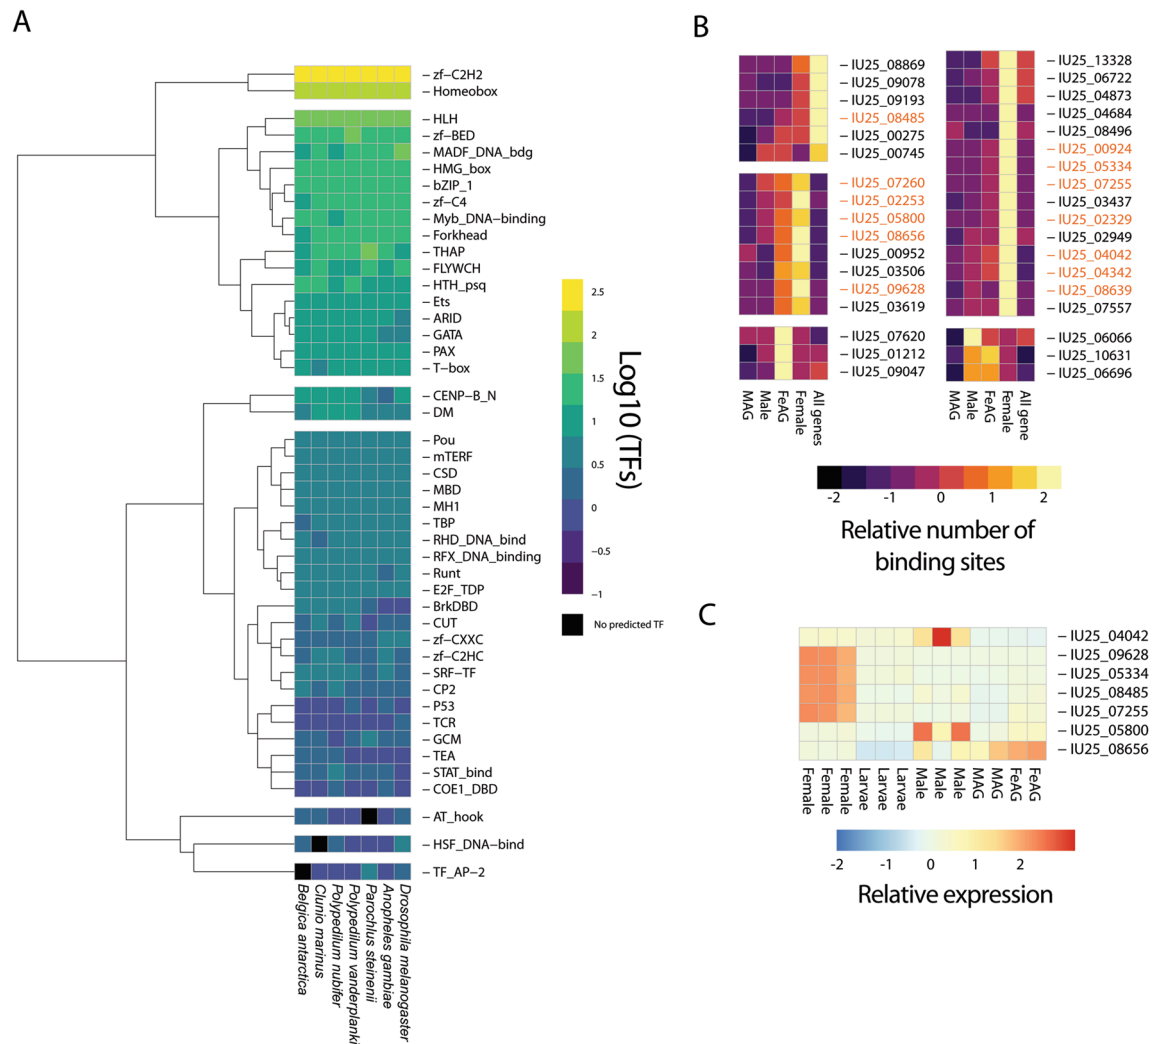 A
– zf−C2H2
– Homeobox
– HLH
– zf−BED
– MADF_DNA_bdg
– HMG_box
– bZIP_1
– zf−C4
– Myb_DNA−binding
– Forkhead
– THAP
– FLYWCH
– HTH_psq
– Ets
– ARID
– GATA
– PAX
– T−box
– CENP−B_N
– DM
– Pou
– mTERF
– CSD
– MBD
– MH1
– TBP
– RHD_DNA_bind
– RFX_DNA_binding
– Runt
– E2F_TDP
– BrkDBD
– CUT
– zf−CXXC
– zf−C2HC
– SRF−TF
– CP2
– P53
– TCR
– GCM
– TEA
– STAT_bind
– COE1_DBD
– AT_hook
– HSF_DNA−bind
– TF_AP−2
Belgica antarctica
Clunio marinus
Polypedilum nubifer
Polypedilum vanderplanki
Parochlus steinenii
Anopheles gambiae
Drosophila melanogaster
2.5
2
1.5
1
0.5
0
−0.5
−1
Log10 (TFs)
No predicted TF
B
– IU25_08869
– IU25_09078
– IU25_09193
– IU25_08485
– IU25_00275
– IU25_00745
– IU25_07260
– IU25_02253
– IU25_05800
– IU25_08656
– IU25_00952
– IU25_03506
– IU25_09628
– IU25_03619
– IU25_07620
– IU25_01212
– IU25_09047
MAG
Male
FeAG
Female
All genes
– IU25_13328
– IU25_06722
– IU25_04873
– IU25_04684
– IU25_08496
– IU25_00924
– IU25_05334
– IU25_07255
– IU25_03437
– IU25_02329
– IU25_02949
– IU25_04042
– IU25_04342
– IU25_08639
– IU25_07557
– IU25_06066
– IU25_10631
– IU25_06696
MAG
Male
FeAG
Female
All gene
-2 -1 0 1 2
Relative number of
binding sites
C
– IU25_04042
– IU25_09628
– IU25_05334
– IU25_08485
– IU25_07255
– IU25_05800
– IU25_08656
Female
Female
Female
Larvae
Larvae
Larvae
Male
Male
Male
MAG
MAG
FeAG
FeAG
-2 -1 0 1 2
Relative expression